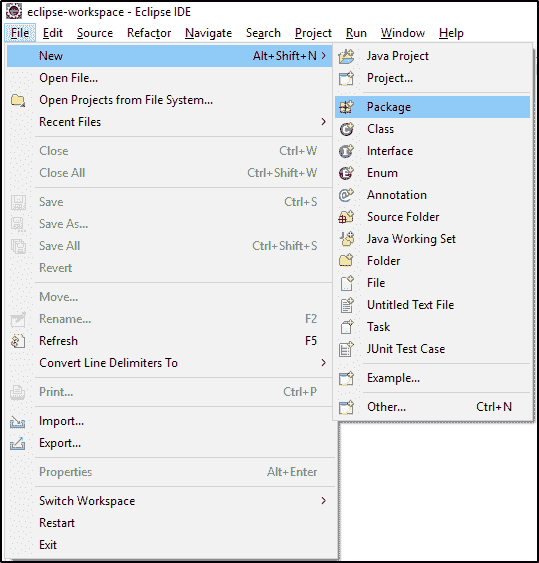 eclipse-workspace - Eclipse IDE
File Edit Source Refactor Navigate Search Project Run Window Help
New Alt+Shift+N >
Open File...
Open Projects from File System...
Recent Files >
Close Ctrl+W
Close All Ctrl+Shift+W
Save Ctrl+S
Save As...
Save All Ctrl+Shift+S
Revert
Move...
Rename... F2
Refresh F5
Convert Line Delimiters To >
Print... Ctrl+P
Import...
Export...
Properties Alt+Enter
Switch Workspace >
Restart
Exit
Java Project
Project...
Package
Class
Interface
Enum
Annotation
Source Folder
Java Working Set
Folder
File
Untitled Text File
Task
JUnit Test Case
Example...
Other... Ctrl+N